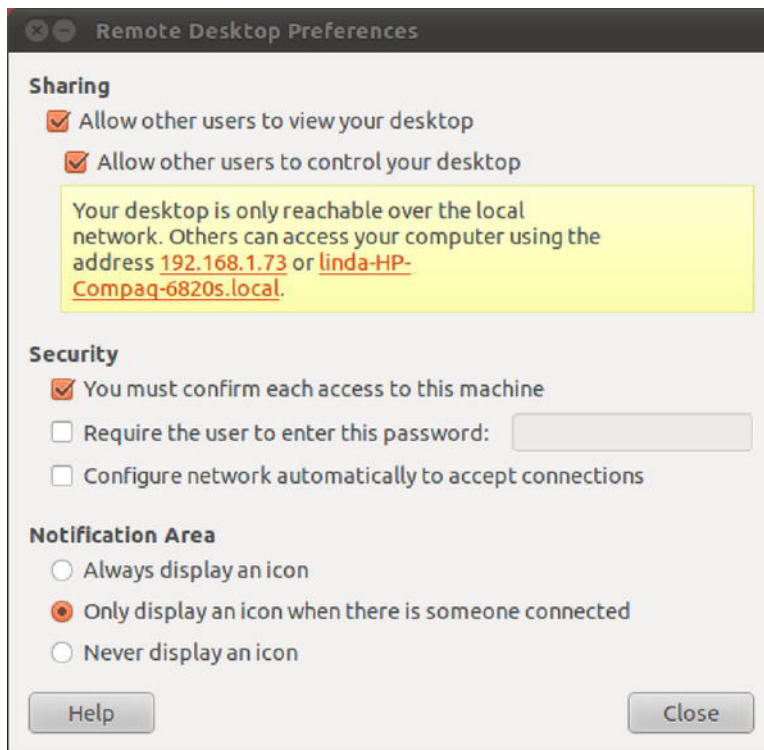 Remote Desktop Preferences
Sharing
Allow other users to view your desktop
Allow other users to control your desktop
Your desktop is only reachable over the local
network. Others can access your computer using the
address 192.168.1.73 or linda-HP-
Compaq-6820s.local.
Security
You must confirm each access to this machine
Require the user to enter this password:
Configure network automatically to accept connections
Notification Area
Always display an icon
Only display an icon when there is someone connected
Never display an icon
Help
Close